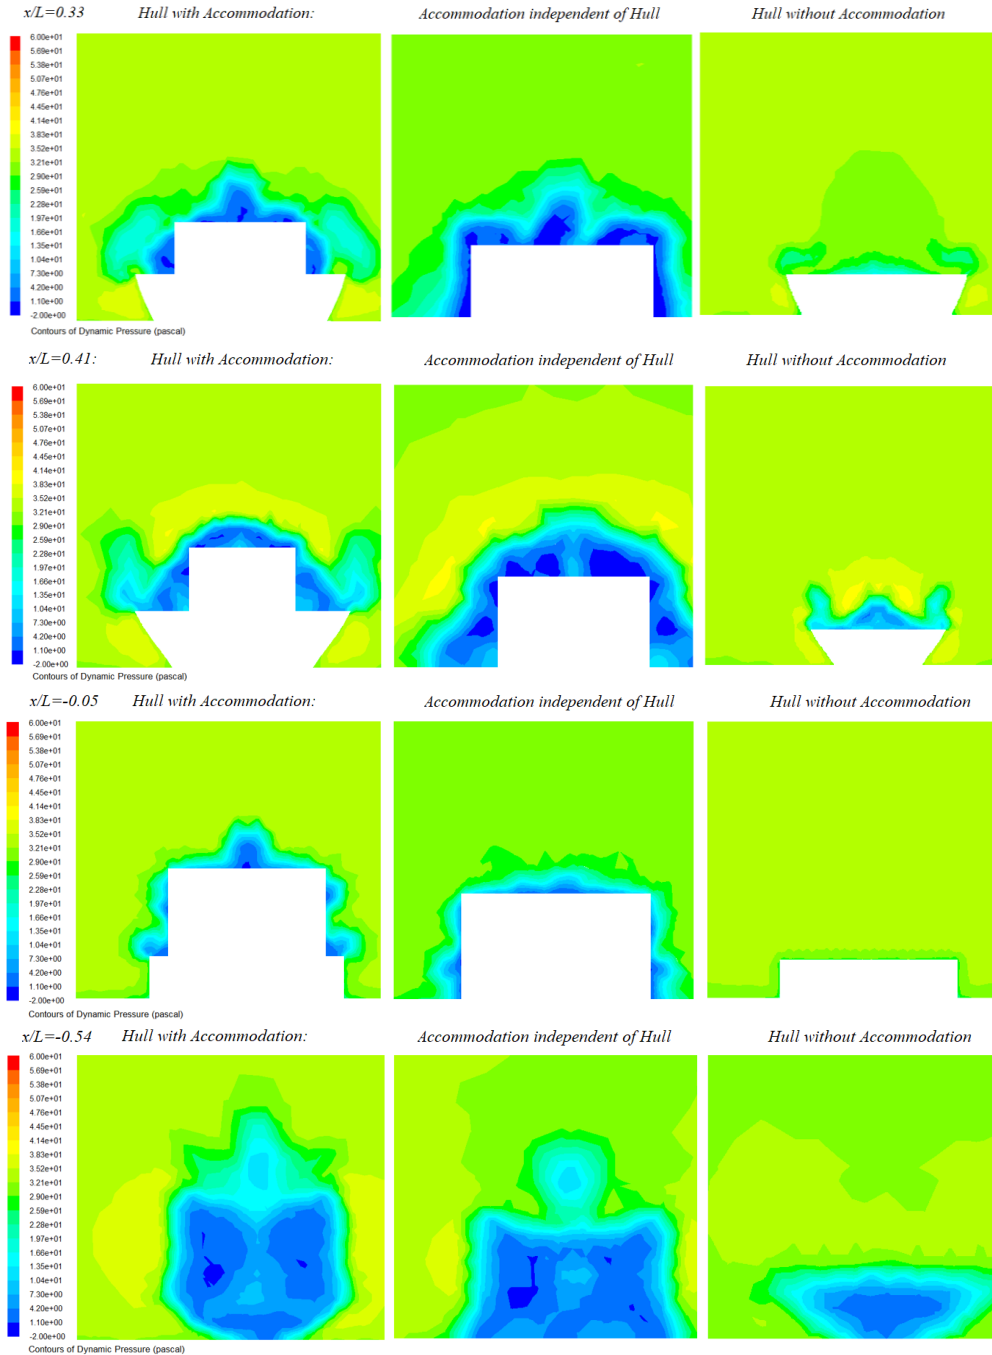 x/L=0.33 Hull with Accommodation: Accommodation independent of Hull Hull without Accommodation
6.00e+01
5.69e+01
5.38e+01
5.07e+01
4.76e+01
4.45e+01
4.14e+01
3.83e+01
3.52e+01
3.21e+01
2.90e+01
2.59e+01
2.28e+01
1.97e+01
1.66e+01
1.35e+01
1.04e+01
7.30e+00
4.20e+00
1.10e+00
-2.00e+00
Contours of Dynamic Pressure (pascal)
x/L=0.41: Hull with Accommodation: Accommodation independent of Hull Hull without Accommodation
6.00e+01
5.69e+01
5.38e+01
5.07e+01
4.76e+01
4.45e+01
4.14e+01
3.83e+01
3.52e+01
3.21e+01
2.90e+01
2.59e+01
2.28e+01
1.97e+01
1.66e+01
1.35e+01
1.04e+01
7.30e+00
4.20e+00
1.10e+00
-2.00e+00
Contours of Dynamic Pressure (pascal)
x/L=-0.05 Hull with Accommodation: Accommodation independent of Hull Hull without Accommodation
6.00e+01
5.69e+01
5.38e+01
5.07e+01
4.76e+01
4.45e+01
4.14e+01
3.83e+01
3.52e+01
3.21e+01
2.90e+01
2.59e+01
2.28e+01
1.97e+01
1.66e+01
1.35e+01
1.04e+01
7.30e+00
4.20e+00
1.10e+00
-2.00e+00
Contours of Dynamic Pressure (pascal)
x/L=-0.54 Hull with Accommodation: Accommodation independent of Hull Hull without Accommodation
6.00e+01
5.69e+01
5.38e+01
5.07e+01
4.76e+01
4.45e+01
4.14e+01
3.83e+01
3.52e+01
3.21e+01
2.90e+01
2.59e+01
2.28e+01
1.97e+01
1.66e+01
1.35e+01
1.04e+01
7.30e+00
4.20e+00
1.10e+00
-2.00e+00
Contours of Dynamic Pressure (pascal)